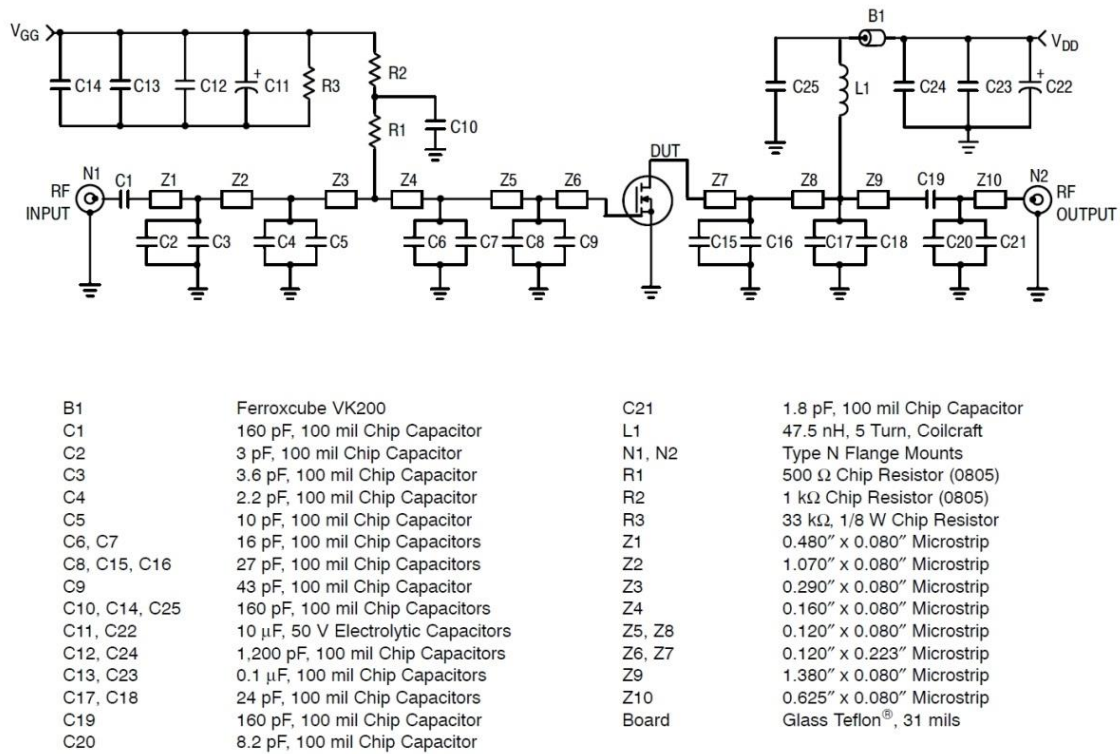 B1
V_GG
V_DD
C14 C13 C12 + C11 R3 R2
R1 C10
C25 L1 C24 C23 + C22
DUT
N1 C1 Z1 Z2 Z3 Z4 Z5 Z6 Z7 Z8 Z9 C19 Z10 N2
RF INPUT
RF OUTPUT
C2 C3 C4 C5 C6 C7 C8 C9 C15 C16 C17 C18 C20 C21
B1 Ferroxcube VK200
C1 160 pF, 100 mil Chip Capacitor
C2 3 pF, 100 mil Chip Capacitor
C3 3.6 pF, 100 mil Chip Capacitor
C4 2.2 pF, 100 mil Chip Capacitor
C5 10 pF, 100 mil Chip Capacitor
C6, C7 16 pF, 100 mil Chip Capacitors
C8, C15, C16 27 pF, 100 mil Chip Capacitors
C9 43 pF, 100 mil Chip Capacitor
C10, C14, C25 160 pF, 100 mil Chip Capacitors
C11, C22 10 μF, 50 V Electrolytic Capacitors
C12, C24 1,200 pF, 100 mil Chip Capacitors
C13, C23 0.1 μF, 100 mil Chip Capacitors
C17, C18 24 pF, 100 mil Chip Capacitors
C19 160 pF, 100 mil Chip Capacitor
C20 8.2 pF, 100 mil Chip Capacitor
C21 1.8 pF, 100 mil Chip Capacitor
L1 47.5 nH, 5 Turn, Coilcraft
N1, N2 Type N Flange Mounts
R1 500 Ω Chip Resistor (0805)
R2 1 kΩ Chip Resistor (0805)
R3 33 kΩ, 1/8 W Chip Resistor
Z1 0.480″ x 0.080″ Microstrip
Z2 1.070″ x 0.080″ Microstrip
Z3 0.290″ x 0.080″ Microstrip
Z4 0.160″ x 0.080″ Microstrip
Z5, Z8 0.120″ x 0.080″ Microstrip
Z6, Z7 0.120″ x 0.223″ Microstrip
Z9 1.380″ x 0.080″ Microstrip
Z10 0.625″ x 0.080″ Microstrip
Board Glass Teflon®, 31 mils